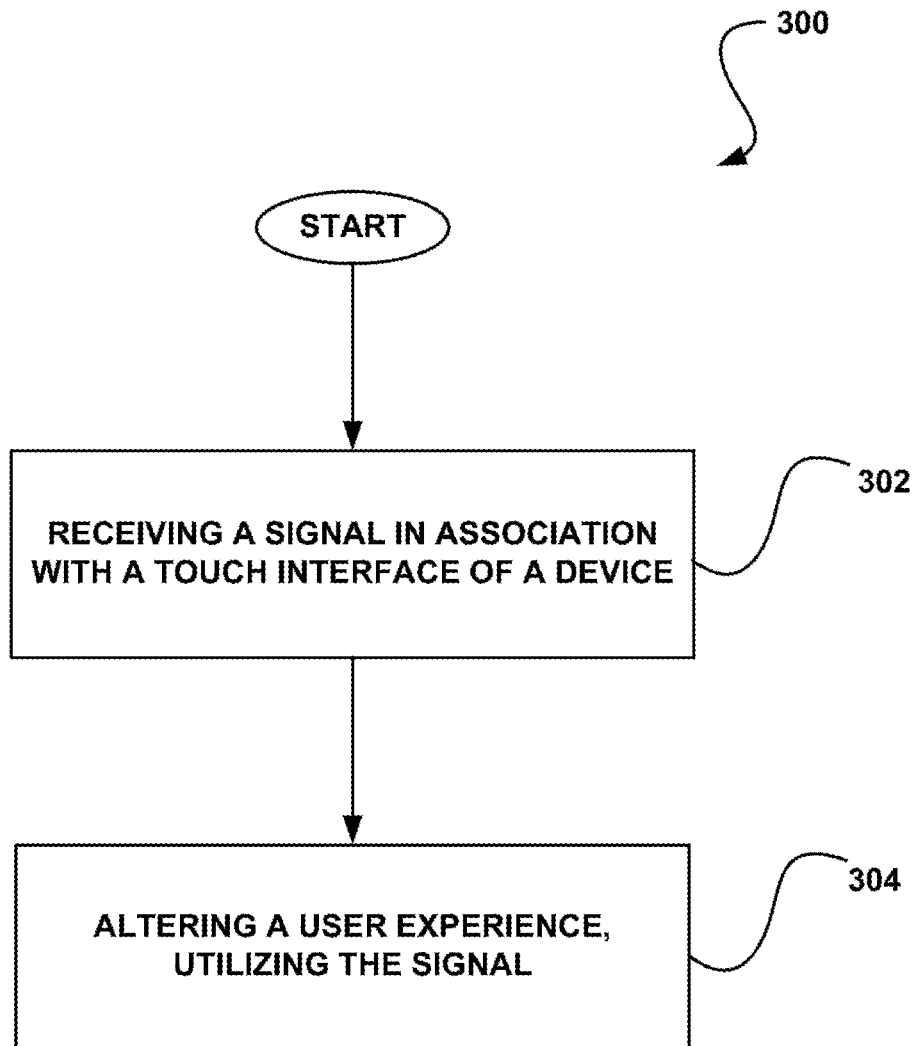 300
START
RECEIVING A SIGNAL IN ASSOCIATION
WITH A TOUCH INTERFACE OF A DEVICE
302
ALTERING A USER EXPERIENCE,
UTILIZING THE SIGNAL
304